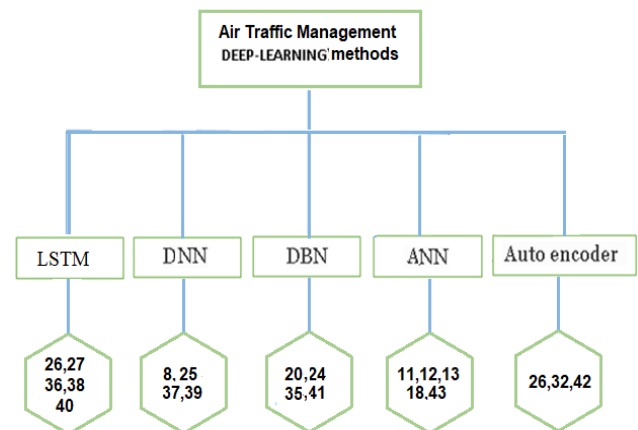 Air Traffic Management
DEEP-LEARNING methods
LSTM
DNN
DBN
ANN
Auto encoder
26,27
36,38
40
8,25
37,39
20,24
35,41
11,12,13
18,43
26,32,42